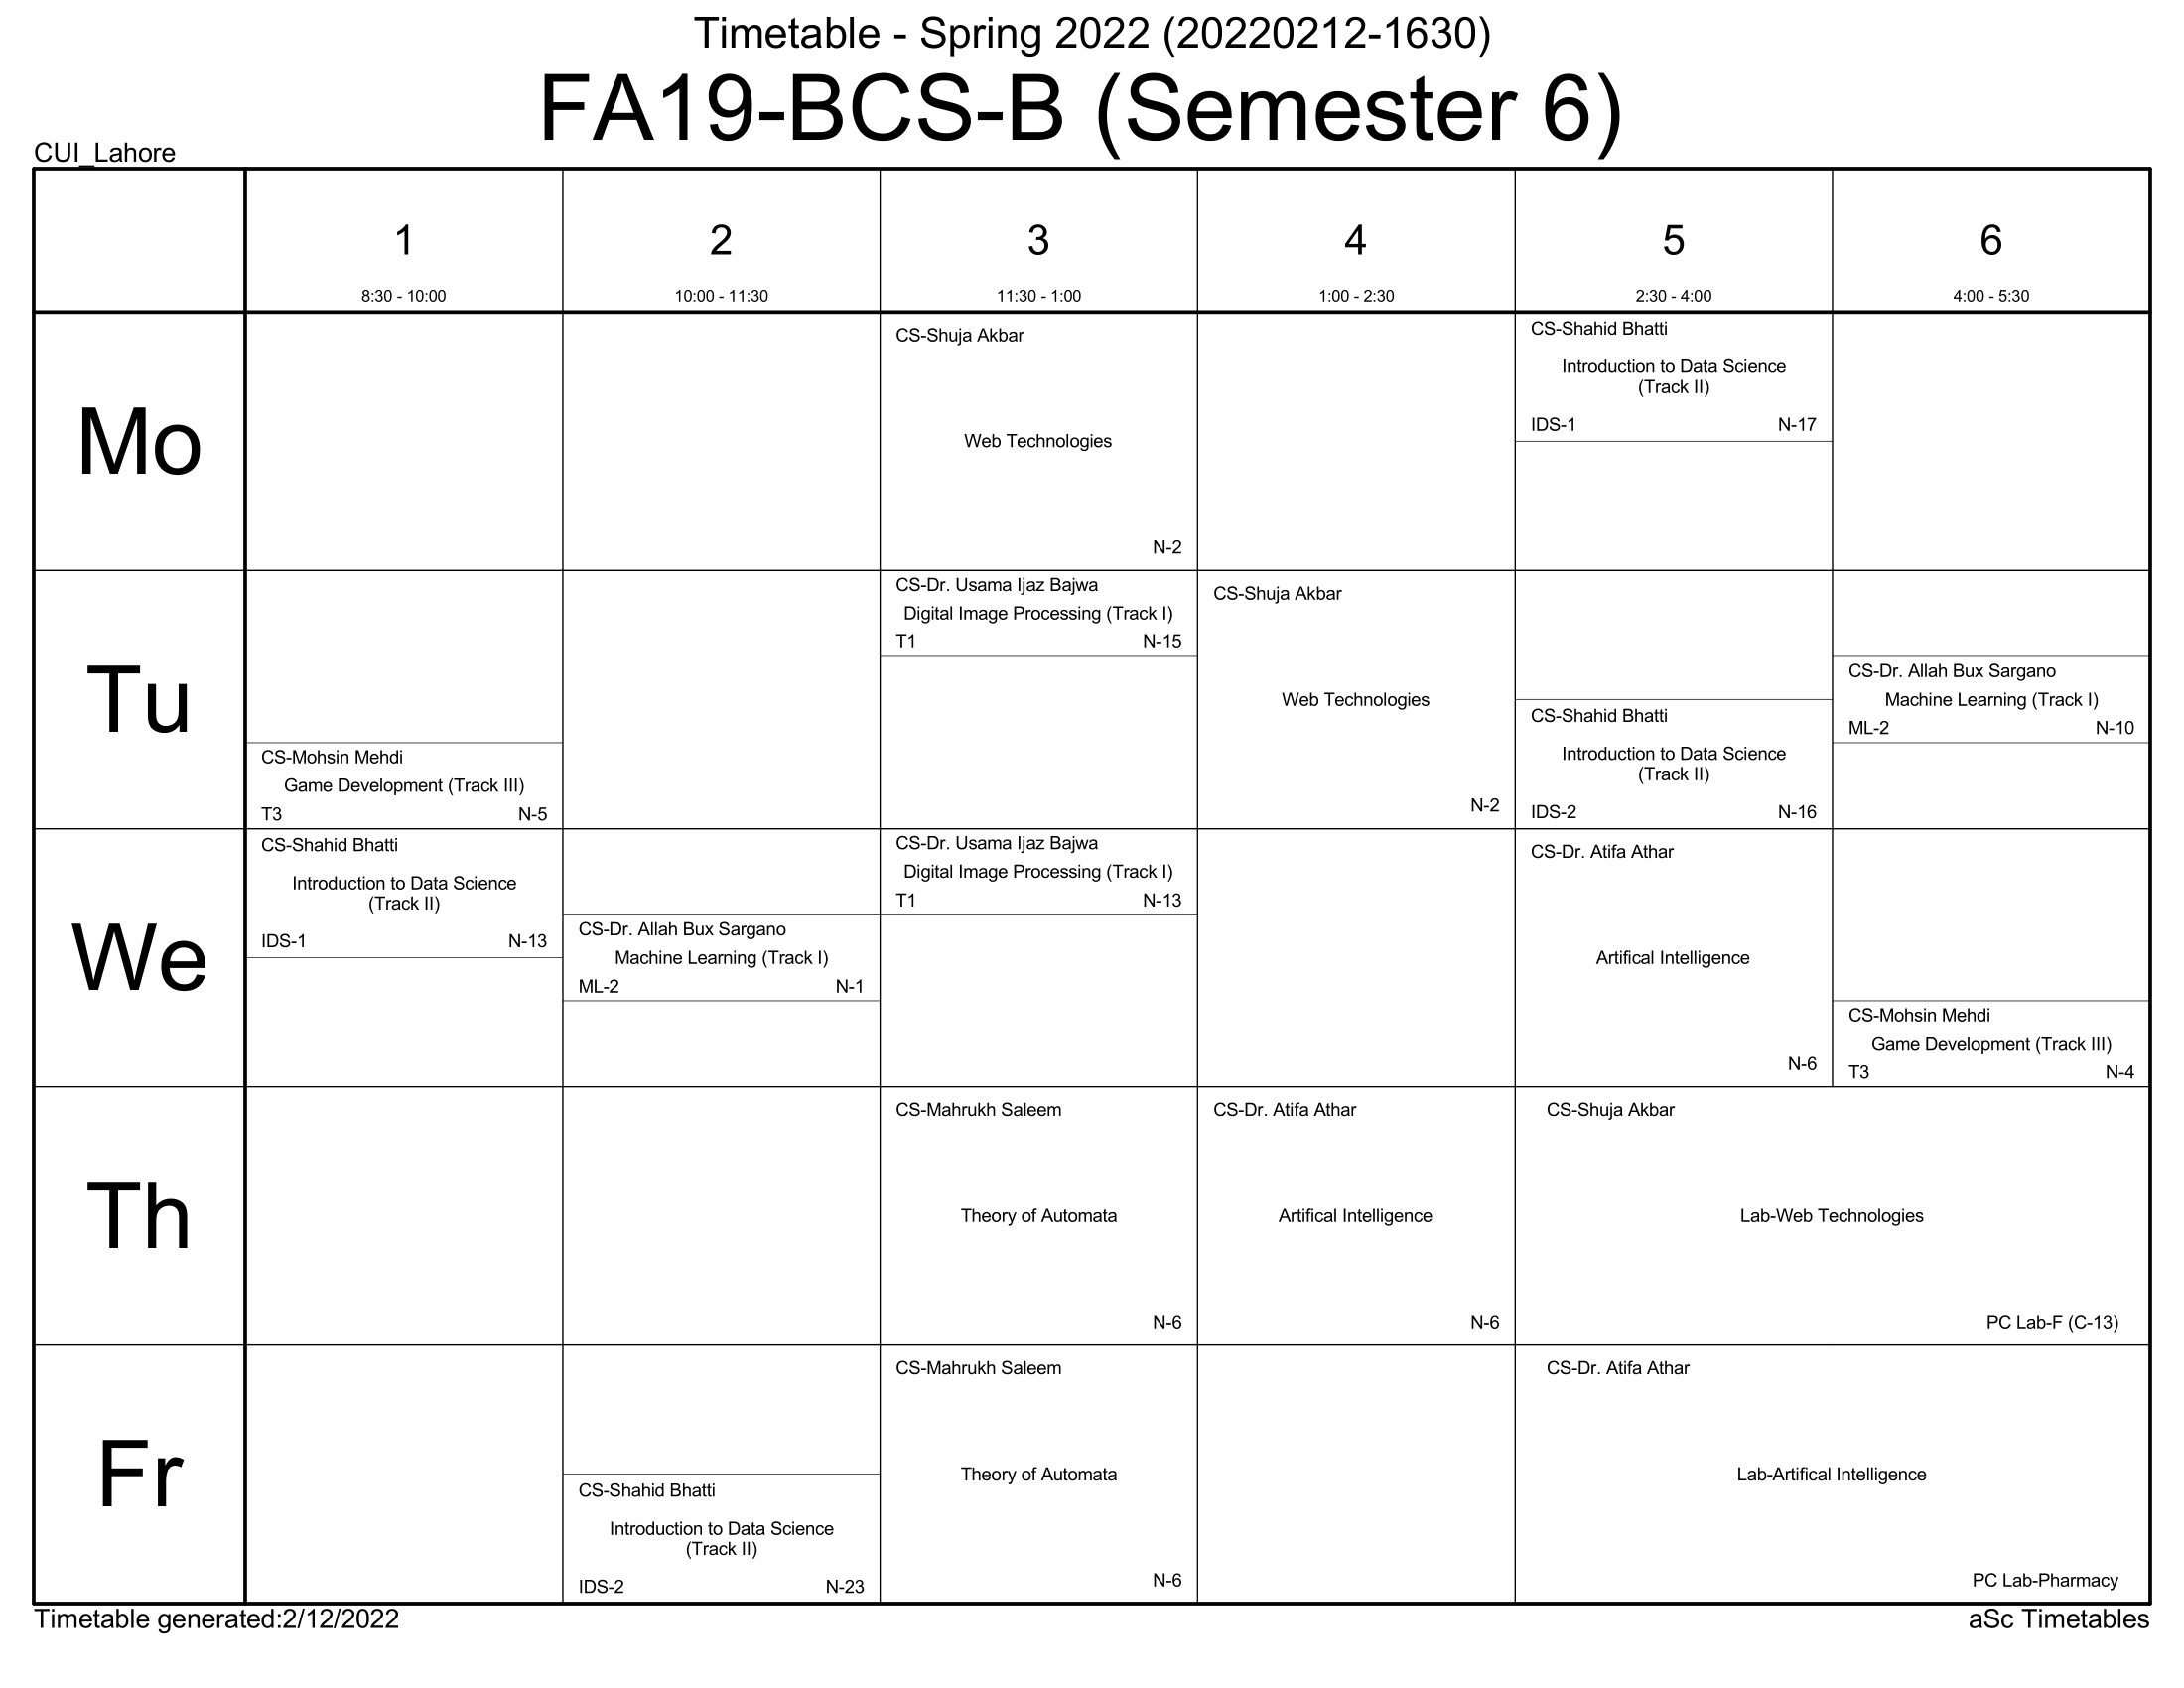 Timetable - Spring 2022 (20220212-1630)
FA19-BCS-B (Semester 6)
CUI_Lahore
1
2
3
4
5
6
8:30 - 10:00
10:00 - 11:30
11:30 - 1:00
1:00 - 2:30
2:30 - 4:00
4:00 - 5:30
Mo
CS-Shuja Akbar
Web Technologies
N-2
CS-Shahid Bhatti
Introduction to Data Science
(Track II)
IDS-1 N-17
Tu
CS-Mohsin Mehdi
Game Development (Track III)
T3 N-5
CS-Dr. Usama Ijaz Bajwa
Digital Image Processing (Track I)
T1 N-15
CS-Shuja Akbar
Web Technologies
N-2
CS-Shahid Bhatti
Introduction to Data Science
(Track II)
IDS-2 N-16
CS-Dr. Allah Bux Sargano
Machine Learning (Track I)
ML-2 N-10
We
CS-Shahid Bhatti
Introduction to Data Science
(Track II)
IDS-1 N-13
CS-Dr. Allah Bux Sargano
Machine Learning (Track I)
ML-2 N-1
CS-Dr. Usama Ijaz Bajwa
Digital Image Processing (Track I)
T1 N-13
CS-Dr. Atifa Athar
Artifical Intelligence
N-6
CS-Mohsin Mehdi
Game Development (Track III)
T3 N-4
Th
CS-Mahrukh Saleem
Theory of Automata
N-6
CS-Dr. Atifa Athar
Artifical Intelligence
N-6
CS-Shuja Akbar
Lab-Web Technologies
PC Lab-F (C-13)
Fr
CS-Shahid Bhatti
Introduction to Data Science
(Track II)
IDS-2 N-23
CS-Mahrukh Saleem
Theory of Automata
N-6
CS-Dr. Atifa Athar
Lab-Artifical Intelligence
PC Lab-Pharmacy
Timetable generated:2/12/2022
aSc Timetables